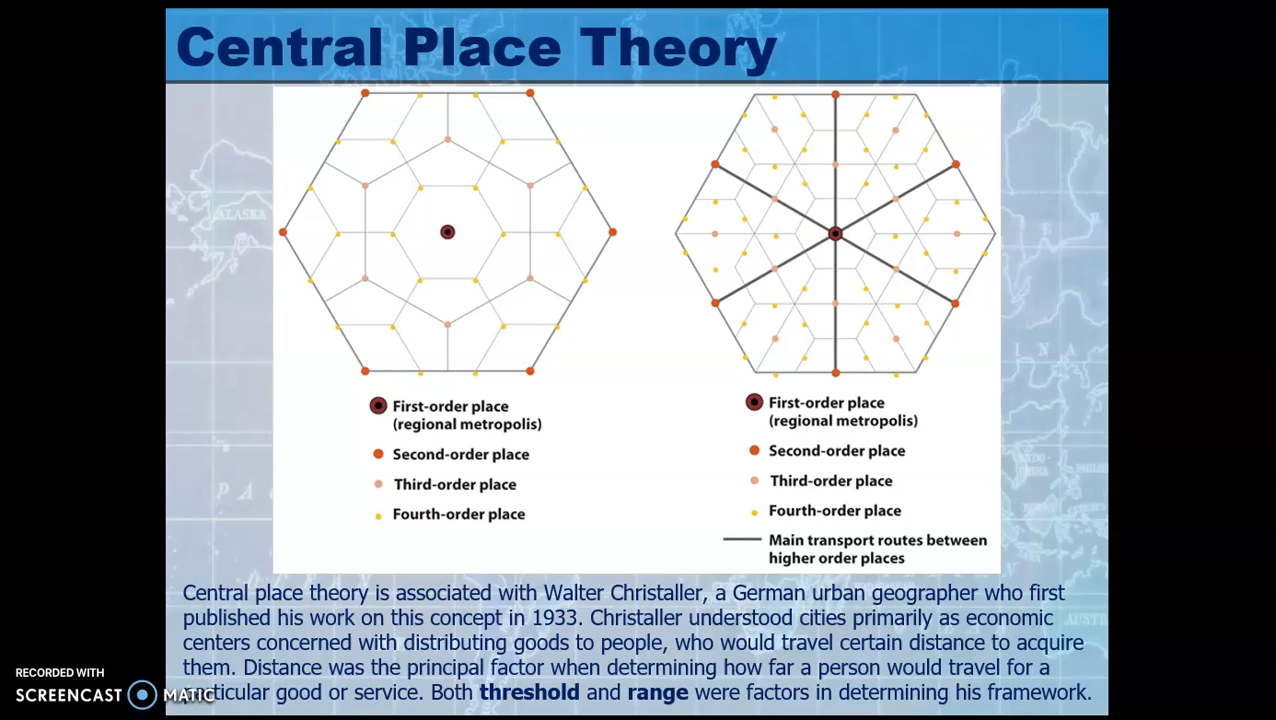 Central Place Theory
First-order place
(regional metropolis)
Second-order place
Third-order place
Fourth-order place
First-order place
(regional metropolis)
Second-order place
Third-order place
Fourth-order place
Main transport routes between
higher order places
Central place theory is associated with Walter Christaller, a German urban geographer who first
published his work on this concept in 1933. Christaller understood cities primarily as economic
centers concerned with distributing goods to people, who would travel certain distance to acquire
them. Distance was the principal factor when determining how far a person would travel for a
particular good or service. Both threshold and range were factors in determining his framework.
RECORDED WITH
SCREENCAST MATIC
ALASKA